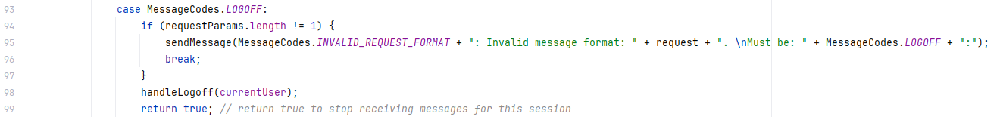 93 case MessageCodes.LOGOFF:
94 if (requestParams.length != 1) {
95 sendMessage(MessageCodes.INVALID_REQUEST_FORMAT + ": Invalid message format: " + request + ". \nMust be: " + MessageCodes.LOGOFF + ":");
96 break;
97 }
98 handleLogoff(currentUser);
99 return true; // return true to stop receiving messages for this session